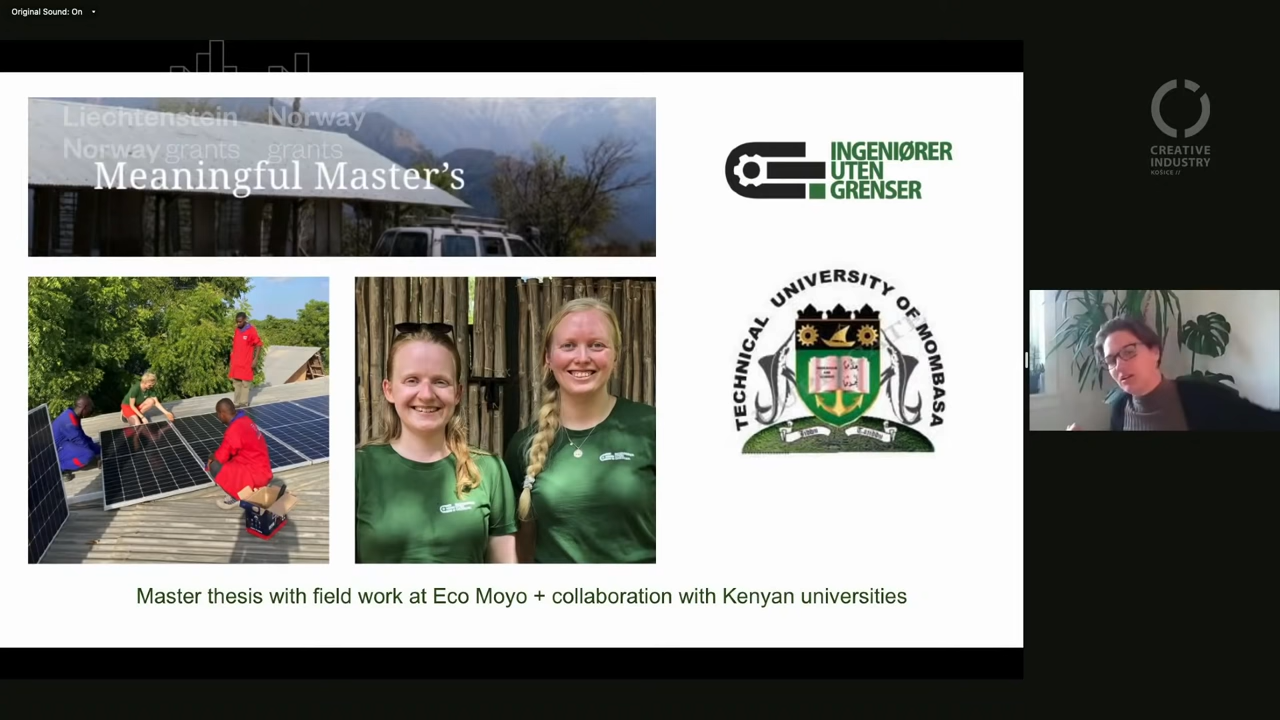 Original Sound: On
Liechtenstein Norway
Norway grants grants
Meaningful Master's
INGENIØRER
UTEN
GRENSER
TECHNICAL UNIVERSITY OF MOMBASA
CREATIVE
INDUSTRY
KOŠICE //
Master thesis with field work at Eco Moyo + collaboration with Kenyan universities